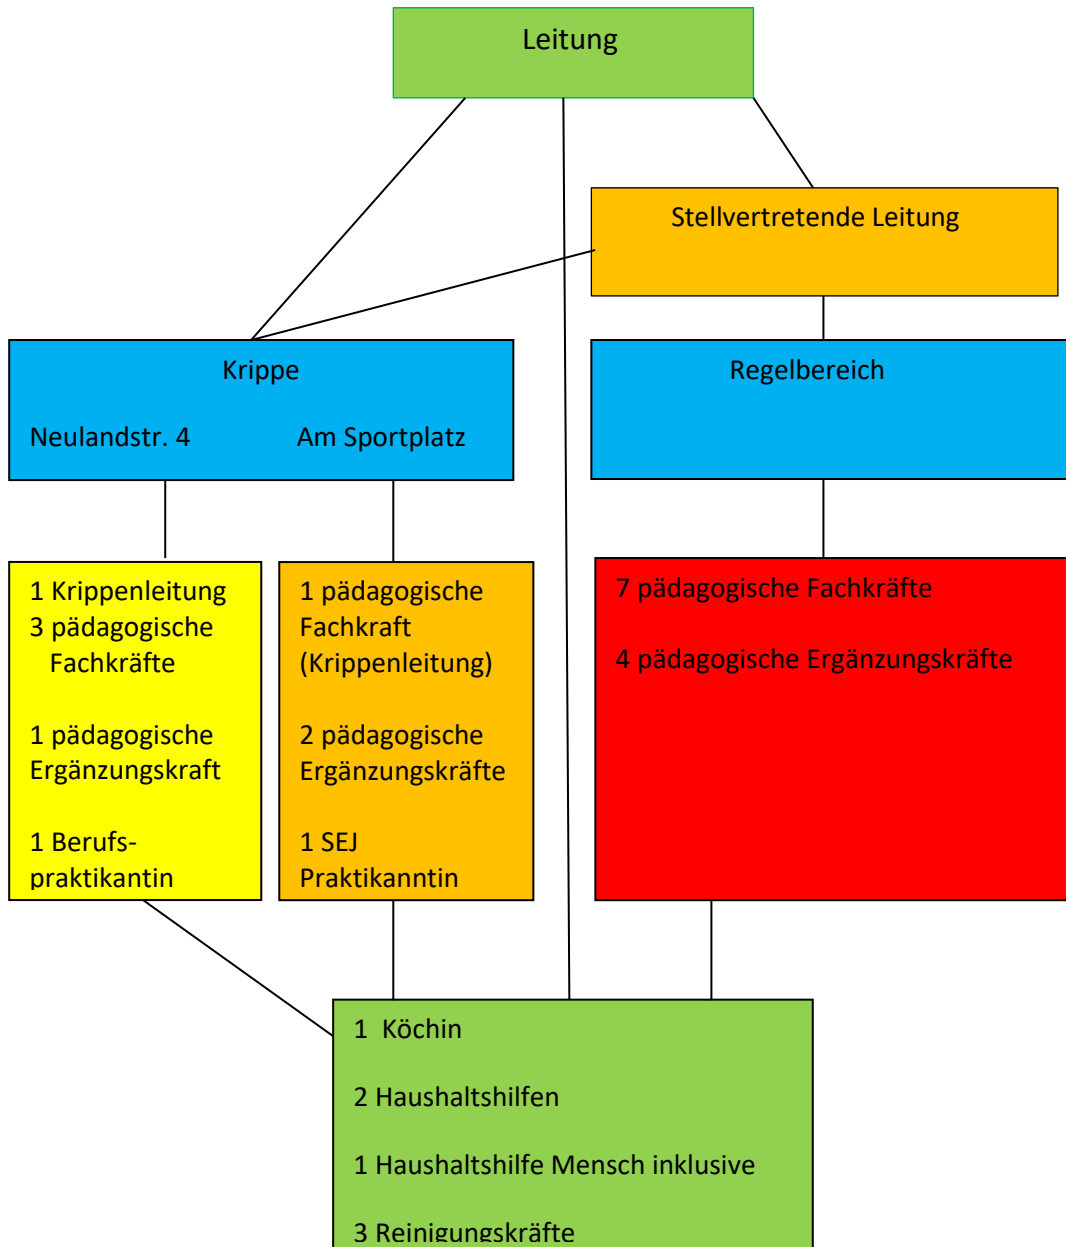 Leitung
Stellvertretende Leitung
Krippe
Neulandstr. 4 Am Sportplatz
Regelbereich
1 Krippenleitung
3 pädagogische
Fachkräfte
1 pädagogische
Ergänzungskraft
1 Berufs-
praktikantin
1 pädagogische
Fachkraft
(Krippenleitung)
2 pädagogische
Ergänzungskräfte
1 SEJ
Praktikanntin
7 pädagogische Fachkräfte
4 pädagogische Ergänzungskräfte
1 Köchin
2 Haushaltshilfen
1 Haushaltshilfe Mensch inklusive
3 Reinigungskräfte